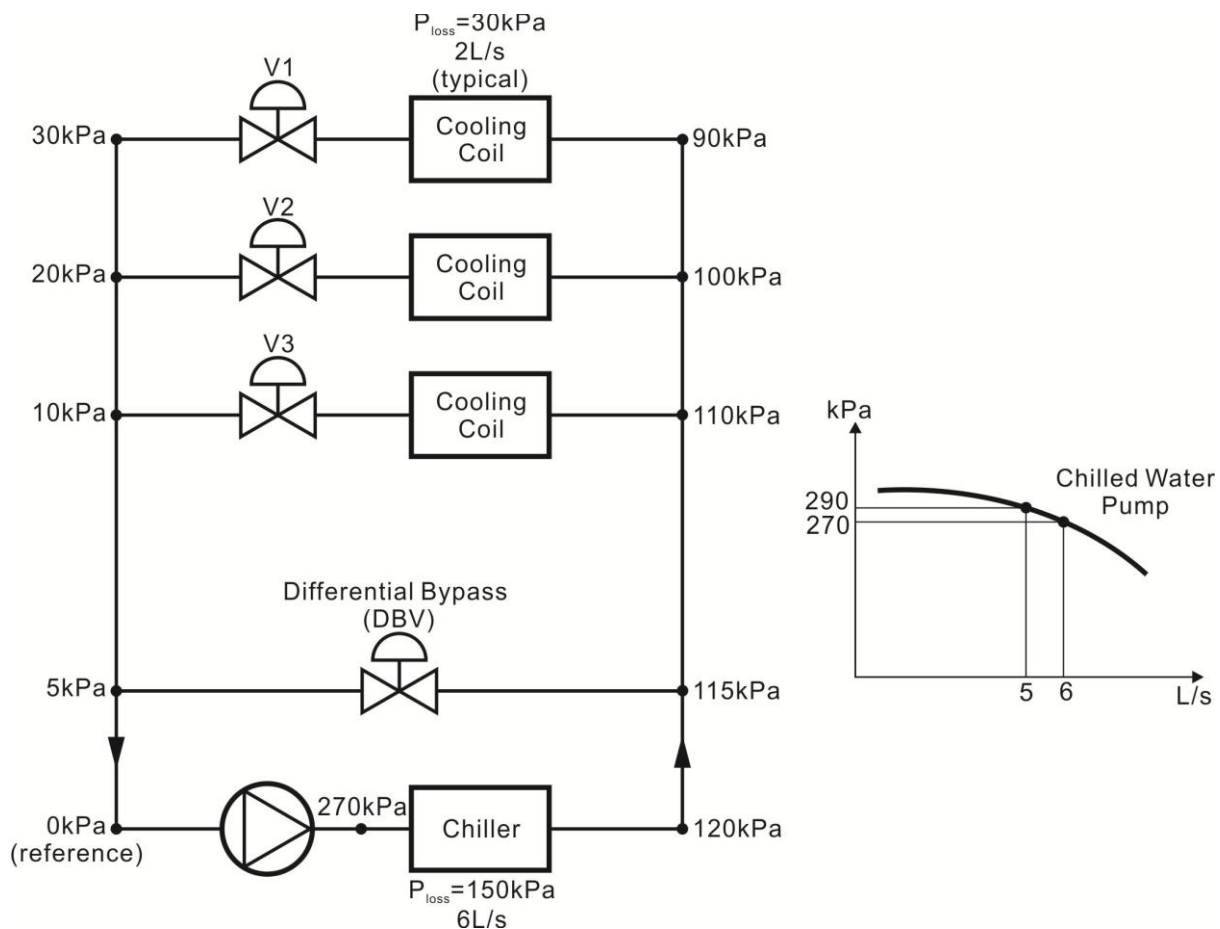 P_loss=30kPa
2L/s
(typical)
V1
30kPa
Cooling
Coil
90kPa
V2
20kPa
Cooling
Coil
100kPa
V3
10kPa
Cooling
Coil
110kPa
kPa
Chilled Water
Pump
290
270
5
6
L/s
Differential Bypass
(DBV)
5kPa
115kPa
0kPa
(reference)
270kPa
Chiller
120kPa
P_loss=150kPa
6L/s